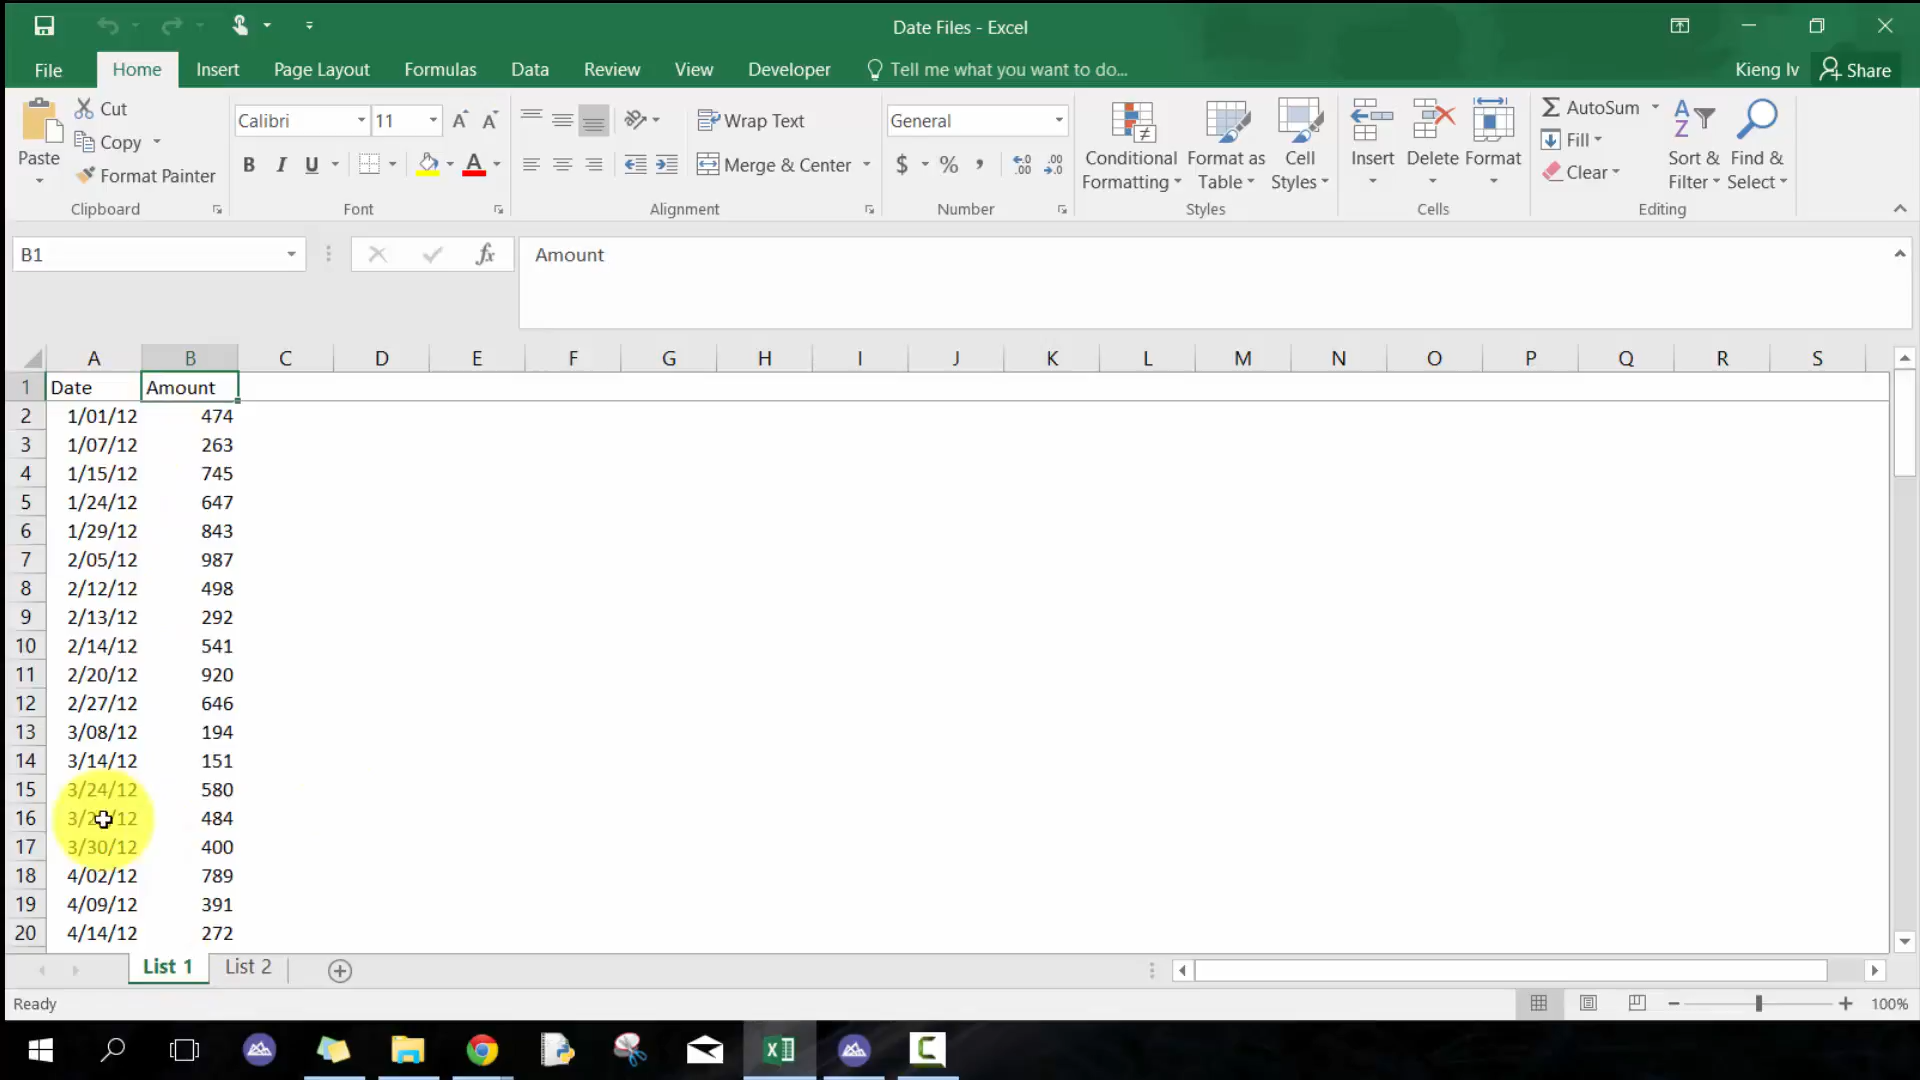 Date Files - Excel
File Home Insert Page Layout Formulas Data Review View Developer Tell me what you want to do... Kieng Iv Share
Paste Cut Copy Format Painter Clipboard
Calibri 11 B I U A Font
Wrap Text Merge & Center Alignment
General $ % , Number
Conditional Formatting Format as Table Cell Styles Styles
Insert Delete Format Cells
AutoSum Fill Clear Sort & Filter Find & Select Editing
B1 fx Amount
A B C D E F G H I J K L M N O P Q R S
1 Date Amount
2 1/01/12 474
3 1/07/12 263
4 1/15/12 745
5 1/24/12 647
6 1/29/12 843
7 2/05/12 987
8 2/12/12 498
9 2/13/12 292
10 2/14/12 541
11 2/20/12 920
12 2/27/12 646
13 3/08/12 194
14 3/14/12 151
15 3/24/12 580
16 484
17 3/30/12 400
18 4/02/12 789
19 4/09/12 391
20 4/14/12 272
List 1 List 2
Ready 100%